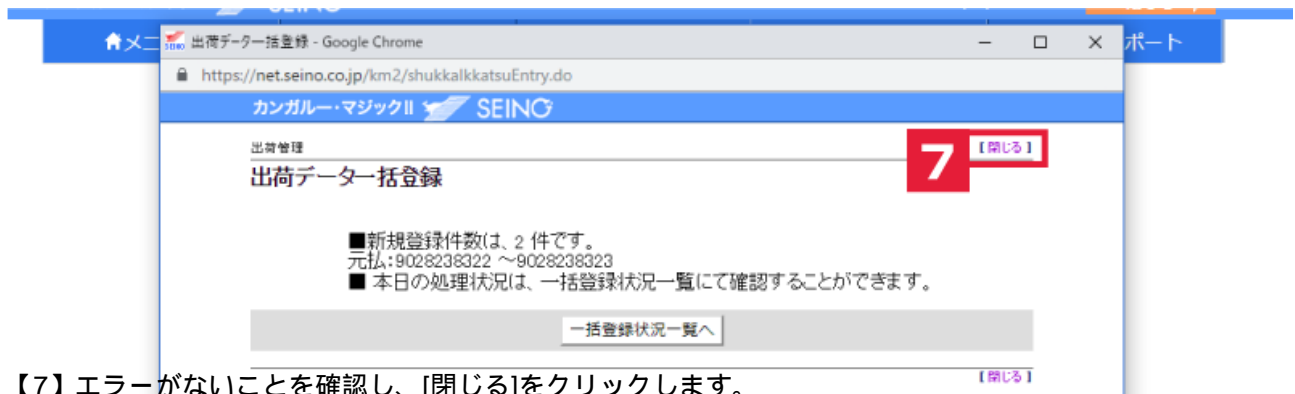 メニ
ポート
出荷データ一括登録 - Google Chrome
https://net.seino.co.jp/km2/shukkaIkkatsuEntry.do
カンガルー・マジックII SEINO
出荷管理
7
【閉じる】
出荷データ一括登録
■新規登録件数は、2 件です。
元払:9028238322 ～9028238323
■ 本日の処理状況は、一括登録状況一覧にて確認することができます。
一括登録状況一覧へ
【閉じる】
【7】エラーがないことを確認し、[閉じる]をクリックします。